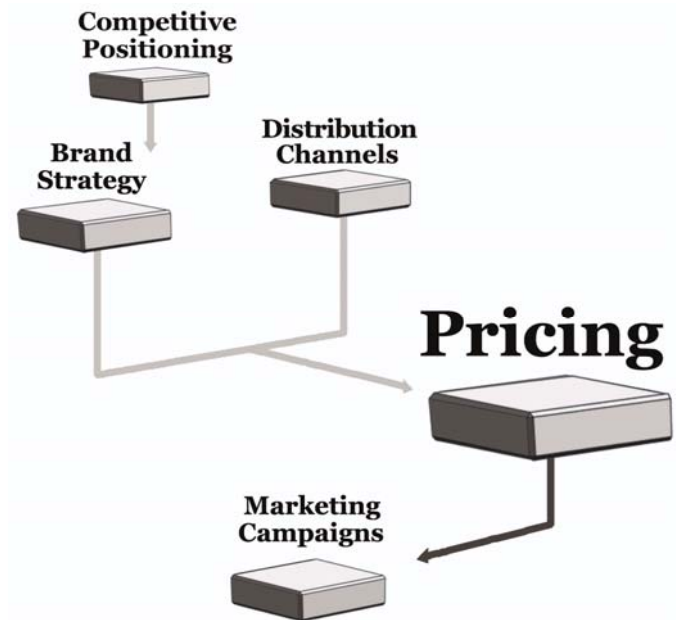 Competitive
Positioning
Brand
Strategy
Distribution
Channels
Pricing
Marketing
Campaigns